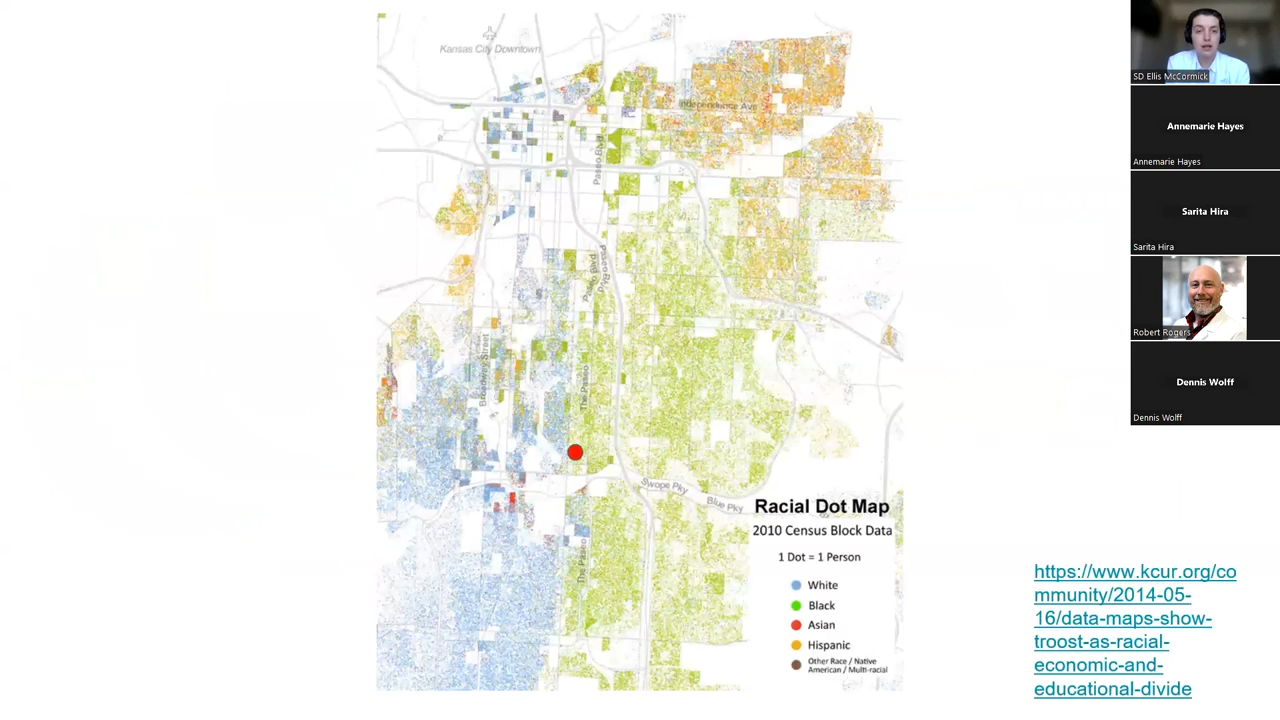 Kansas City Downtown
Independence Ave
Paseo Blvd
Paseo Blvd
Paseo Blvd
Broadway Street
The Paseo
Swope Pky
Blue Pky
The Paseo
Racial Dot Map
2010 Census Block Data
1 Dot = 1 Person
White
Black
Asian
Hispanic
Other Race / Native
American / Multi-racial
https://www.kcur.org/co
mmunity/2014-05-
16/data-maps-show-
troost-as-racial-
economic-and-
educational-divide
SD Ellis McCormick
Annemarie Hayes
Annemarie Hayes
Sarita Hira
Sarita Hira
Robert Rogers
Dennis Wolff
Dennis Wolff